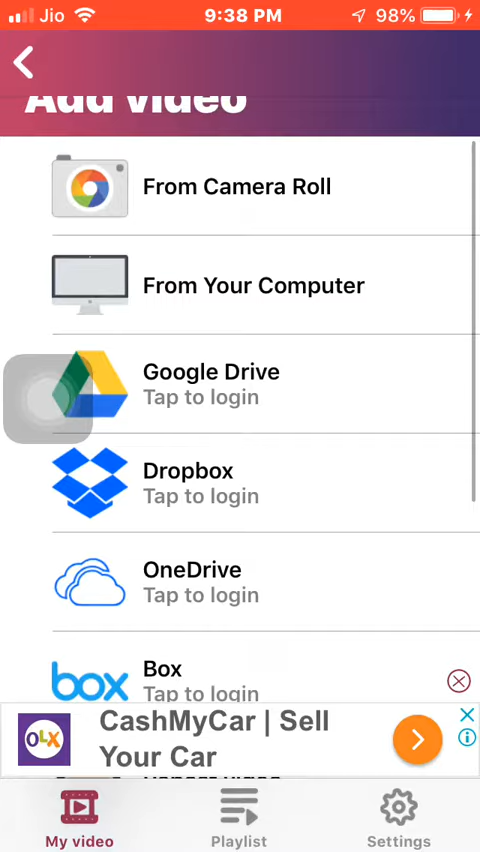 Jio 9:38 PM 98%
Add Video
From Camera Roll
From Your Computer
Google Drive
Tap to login
Dropbox
Tap to login
OneDrive
Tap to login
box Box
Tap to login
OLX CashMyCar | Sell
Your Car
My video Playlist Settings